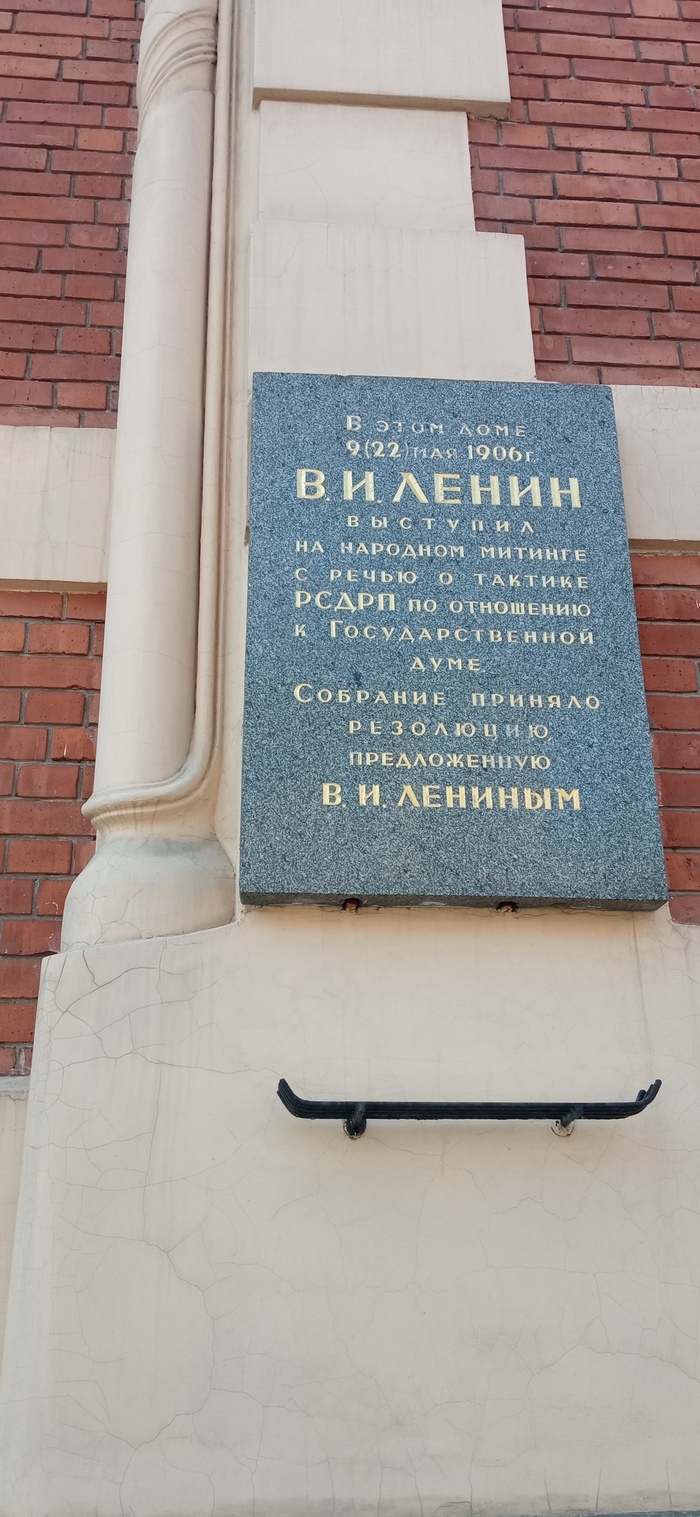 В этом доме
9(22) мая 1906г.
В.И.ЛЕНИН
выступил
на народном митинге
с речью о тактике
РСДРП по отношению
к Государственной
думе
Собрание приняло
резолюцию
предложенную
В.И.ЛЕНИНЫМ